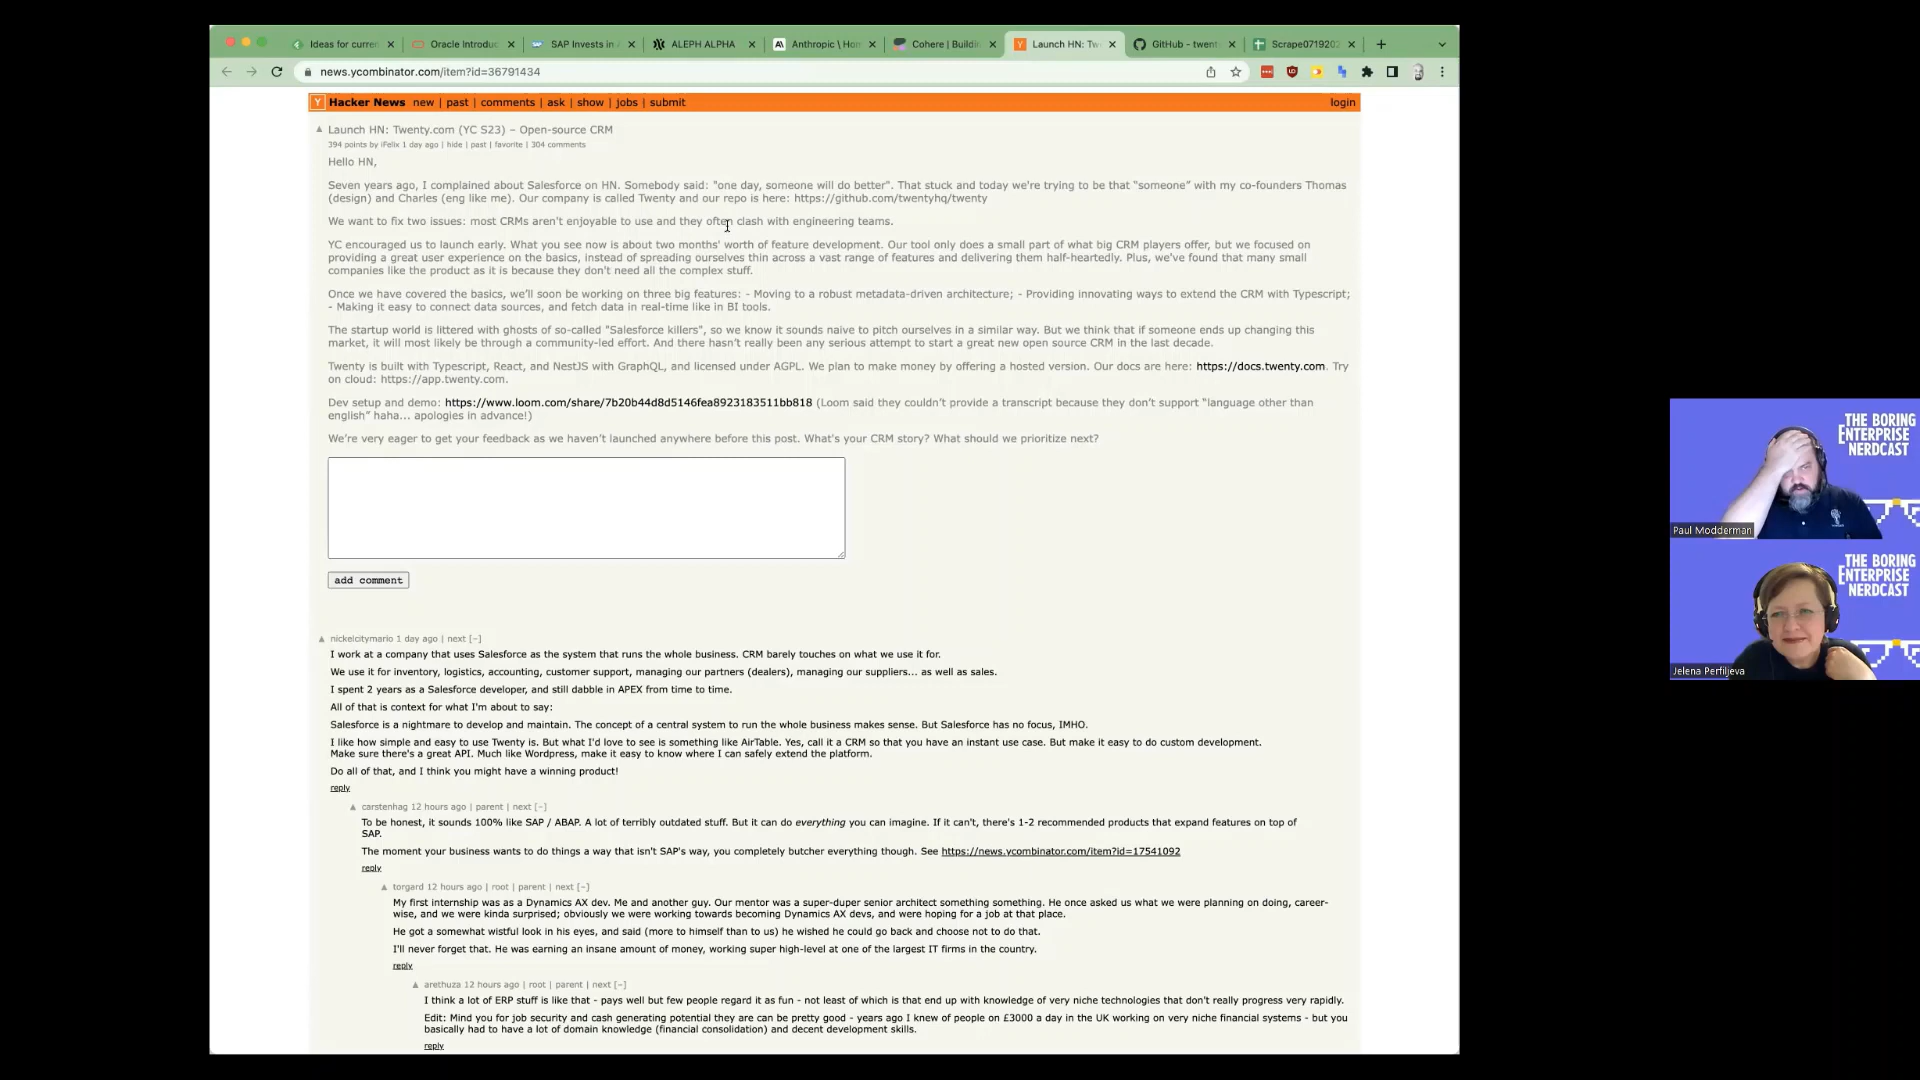 Ideas for curren
Oracle Introduc
SAP Invests in
ALEPH ALPHA
Anthropic \ Hom
Cohere | Buildin
Launch HN: Tw
GitHub - twent
Scrape0719202
news.ycombinator.com/item?id=36791434
Hacker News new | past | comments | ask | show | jobs | submit
login
Launch HN: Twenty.com (YC S23) – Open-source CRM
394 points by iFelix 1 day ago | hide | past | favorite | 304 comments
Hello HN,
Seven years ago, I complained about Salesforce on HN. Somebody said: "one day, someone will do better". That stuck and today we're trying to be that “someone” with my co-founders Thomas
(design) and Charles (eng like me). Our company is called Twenty and our repo is here: https://github.com/twentyhq/twenty
We want to fix two issues: most CRMs aren't enjoyable to use and they often clash with engineering teams.
YC encouraged us to launch early. What you see now is about two months' worth of feature development. Our tool only does a small part of what big CRM players offer, but we focused on
providing a great user experience on the basics, instead of spreading ourselves thin across a vast range of features and delivering them half-heartedly. Plus, we've found that many small
companies like the product as it is because they don't need all the complex stuff.
Once we have covered the basics, we’ll soon be working on three big features: - Moving to a robust metadata-driven architecture; - Providing innovating ways to extend the CRM with Typescript;
- Making it easy to connect data sources, and fetch data in real-time like in BI tools.
The startup world is littered with ghosts of so-called "Salesforce killers", so we know it sounds naive to pitch ourselves in a similar way. But we think that if someone ends up changing this
market, it will most likely be through a community-led effort. And there hasn’t really been any serious attempt to start a great new open source CRM in the last decade.
Twenty is built with Typescript, React, and NestJS with GraphQL, and licensed under AGPL. We plan to make money by offering a hosted version. Our docs are here: https://docs.twenty.com. Try
on cloud: https://app.twenty.com.
Dev setup and demo: https://www.loom.com/share/7b20b44d8d5146fea8923183511bb818 (Loom said they couldn’t provide a transcript because they don’t support “language other than
english” haha... apologies in advance!)
We’re very eager to get your feedback as we haven’t launched anywhere before this post. What's your CRM story? What should we prioritize next?
add comment
nickelcitymario 1 day ago | next [–]
I work at a company that uses Salesforce as the system that runs the whole business. CRM barely touches on what we use it for.
We use it for inventory, logistics, accounting, customer support, managing our partners (dealers), managing our suppliers... as well as sales.
I spent 2 years as a Salesforce developer, and still dabble in APEX from time to time.
All of that is context for what I'm about to say:
Salesforce is a nightmare to develop and maintain. The concept of a central system to run the whole business makes sense. But Salesforce has no focus, IMHO.
I like how simple and easy to use Twenty is. But what I'd love to see is something like AirTable. Yes, call it a CRM so that you have an instant use case. But make it easy to do custom development.
Make sure there's a great API. Much like Wordpress, make it easy to know where I can safely extend the platform.
Do all of that, and I think you might have a winning product!
reply
carstenhag 12 hours ago | parent | next [–]
To be honest, it sounds 100% like SAP / ABAP. A lot of terribly outdated stuff. But it can do everything you can imagine. If it can't, there's 1-2 recommended products that expand features on top of
SAP.
The moment your business wants to do things a way that isn't SAP's way, you completely butcher everything though. See https://news.ycombinator.com/item?id=17541092
reply
torgard 12 hours ago | root | parent | next [–]
My first internship was as a Dynamics AX dev. Me and another guy. Our mentor was a super-duper senior architect something something. He once asked us what we were planning on doing, career-
wise, and we were kinda surprised; obviously we were working towards becoming Dynamics AX devs, and were hoping for a job at that place.
He got a somewhat wistful look in his eyes, and said (more to himself than to us) he wished he could go back and choose not to do that.
I'll never forget that. He was earning an insane amount of money, working super high-level at one of the largest IT firms in the country.
reply
arethuza 12 hours ago | root | parent | next [–]
I think a lot of ERP stuff is like that - pays well but few people regard it as fun - not least of which is that end up with knowledge of very niche technologies that don't really progress very rapidly.
Edit: Mind you for job security and cash generating potential they are can be pretty good - years ago I knew of people on £3000 a day in the UK working on very niche financial systems - but you
basically had to have a lot of domain knowledge (financial consolidation) and decent development skills.
reply
THE BORING
ENTERPRISE
NERDCAST
Paul Modderman
THE BORING
ENTERPRISE
NERDCAST
Jelena Perfiljeva